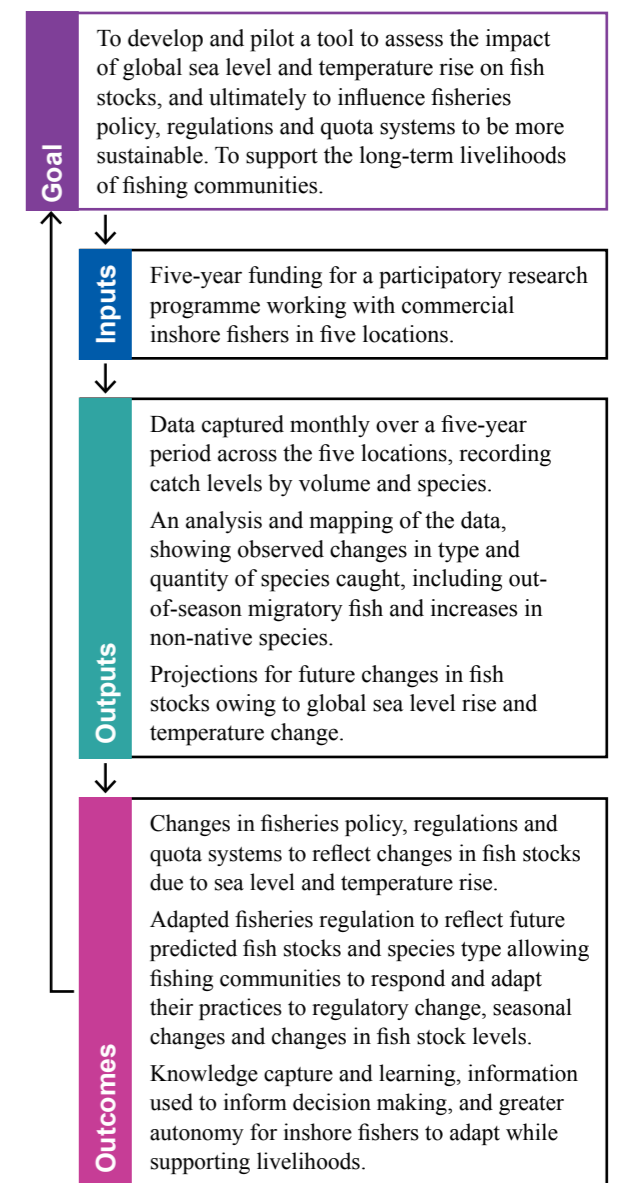 Goal
To develop and pilot a tool to assess the impact
of global sea level and temperature rise on fish
stocks, and ultimately to influence fisheries
policy, regulations and quota systems to be more
sustainable. To support the long-term livelihoods
of fishing communities.
Inputs
Five-year funding for a participatory research
programme working with commercial
inshore fishers in five locations.
Outputs
Data captured monthly over a five-year
period across the five locations, recording
catch levels by volume and species.
An analysis and mapping of the data,
showing observed changes in type and
quantity of species caught, including out-
of-season migratory fish and increases in
non-native species.
Projections for future changes in fish
stocks owing to global sea level rise and
temperature change.
Outcomes
Changes in fisheries policy, regulations and
quota systems to reflect changes in fish stocks
due to sea level and temperature rise.
Adapted fisheries regulation to reflect future
predicted fish stocks and species type allowing
fishing communities to respond and adapt
their practices to regulatory change, seasonal
changes and changes in fish stock levels.
Knowledge capture and learning, information
used to inform decision making, and greater
autonomy for inshore fishers to adapt while
supporting livelihoods.